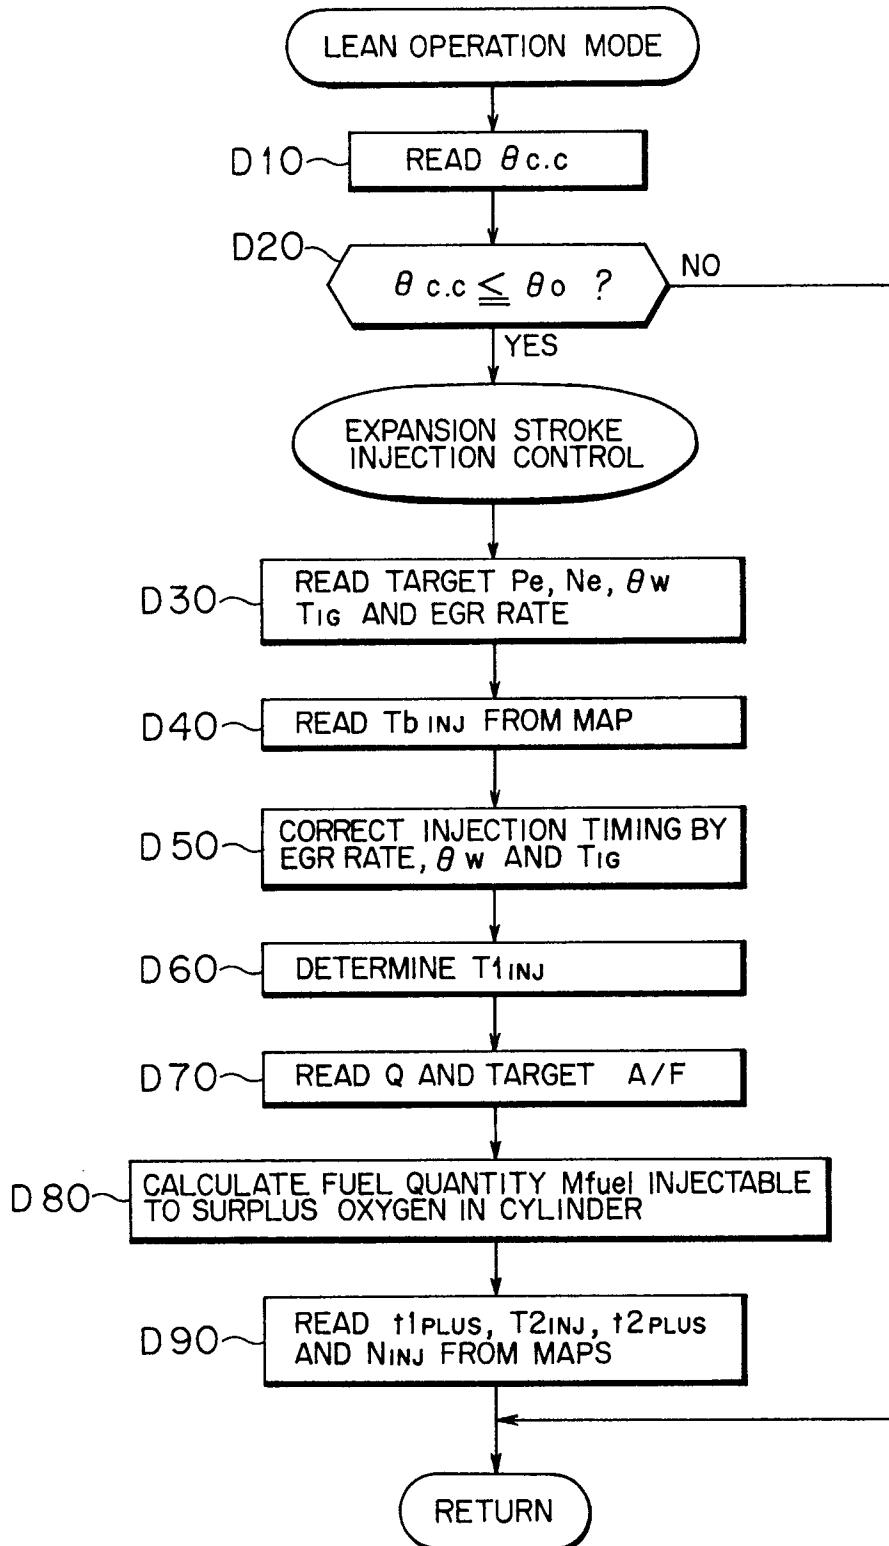 LEAN OPERATION MODE
D10
READ θc.c
D20
θc.c ≦ θo ?
NO
YES
EXPANSION STROKE
INJECTION CONTROL
D30
READ TARGET Pe, Ne, θw
TIG AND EGR RATE
D40
READ Tb INJ FROM MAP
D50
CORRECT INJECTION TIMING BY
EGR RATE, θw AND TIG
D60
DETERMINE T1INJ
D70
READ Q AND TARGET A/F
D80
CALCULATE FUEL QUANTITY Mfuel INJECTABLE
TO SURPLUS OXYGEN IN CYLINDER
D90
READ t1PLUS, T2INJ, t2PLUS
AND NINJ FROM MAPS
RETURN